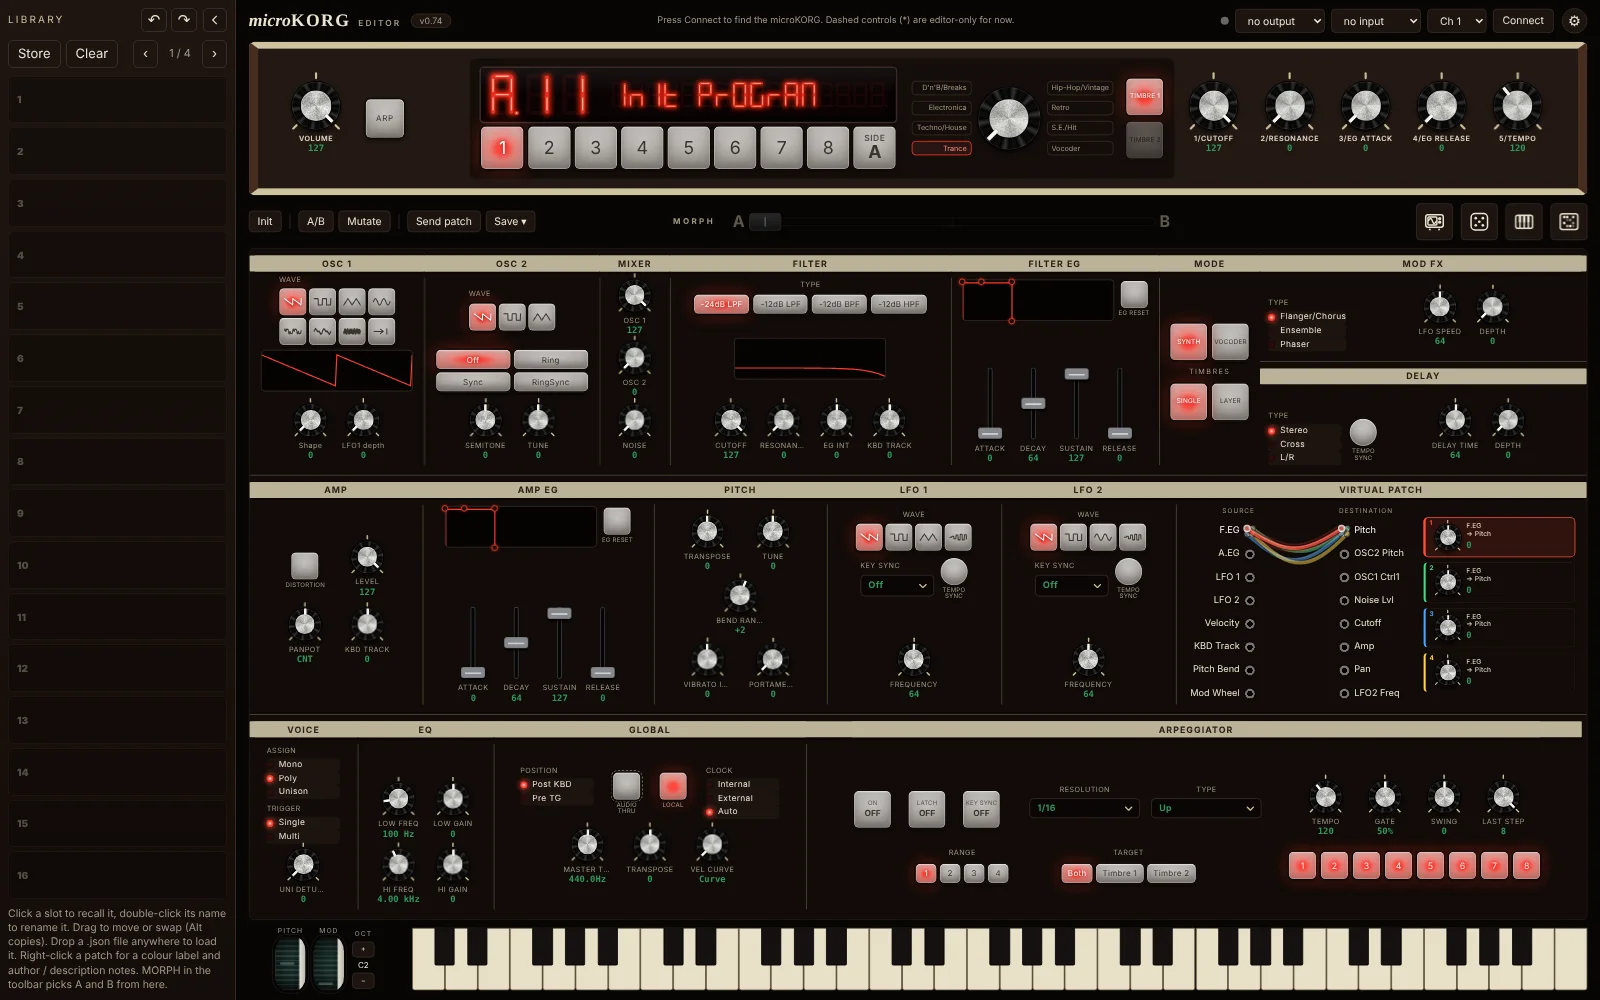 LIBRARY
Store Clear 1 / 4
1
2
3
4
5
6
7
8
9
10
11
12
13
14
15
16
Click a slot to recall it, double-click its name
to rename it. Drag to move or swap (Alt
copies). Drop a .json file anywhere to load
it. Right-click a patch for a colour label and
author / description notes. MORPH in the
toolbar picks A and B from here.
microKORG EDITOR v0.74
Press Connect to find the microKORG. Dashed controls (*) are editor-only for now.
no output no input Ch 1 Connect
VOLUME
127
ARP
A.11 Init ProGrAM
1 2 3 4 5 6 7 8 SIDE A
D'n'B/Breaks
Electronica
Techno/House
Trance
Hip-Hop/Vintage
Retro
S.E./Hit
Vocoder
TIMBRE 1
TIMBRE 2
1/CUTOFF 2/RESONANCE 3/EG ATTACK 4/EG RELEASE 5/TEMPO
127 0 0 0 120
Init A/B Mutate Send patch Save ▾
MORPH A B
OSC 1 OSC 2 MIXER FILTER FILTER EG MODE MOD FX
WAVE
Shape LFO1 depth
0 0
WAVE
Off Ring
Sync RingSync
SEMITONE TUNE
0 0
OSC 1
127
OSC 2
0
NOISE
0
TYPE
-24dB LPF -12dB LPF -12dB BPF -12dB HPF
CUTOFF RESONAN... EG INT KBD TRACK
127 0 0 0
EG RESET
ATTACK DECAY SUSTAIN RELEASE
0 64 127 0
SYNTH VOCODER
TIMBRES
SINGLE LAYER
TYPE
Flanger/Chorus
Ensemble
Phaser
LFO SPEED DEPTH
64 0
DELAY
TYPE
Stereo
Cross
L/R
TEMPO
SYNC
DELAY TIME DEPTH
64 0
AMP AMP EG PITCH LFO 1 LFO 2 VIRTUAL PATCH
DISTORTION
LEVEL
127
PANPOT KBD TRACK
CNT 0
EG RESET
ATTACK DECAY SUSTAIN RELEASE
0 64 127 0
TRANSPOSE TUNE
0 0
BEND RAN...
+2
VIBRATO I... PORTAME...
0 0
WAVE
KEY SYNC
Off
TEMPO
SYNC
FREQUENCY
64
WAVE
KEY SYNC
Off
TEMPO
SYNC
FREQUENCY
64
SOURCE DESTINATION
F.EG Pitch
A.EG OSC2 Pitch
LFO 1 OSC1 Ctrl1
LFO 2 Noise Lvl
Velocity Cutoff
KBD Track Amp
Pitch Bend Pan
Mod Wheel LFO2 Freq
1 F.EG
→ Pitch
0
2 F.EG
→ Pitch
0
3 F.EG
→ Pitch
0
4 F.EG
→ Pitch
0
VOICE EQ GLOBAL ARPEGGIATOR
ASSIGN
Mono
Poly
Unison
TRIGGER
Single
Multi
UNI DETU...
0
LOW FREQ LOW GAIN
100 Hz 0
HI FREQ HI GAIN
4.00 kHz 0
POSITION
Post KBD
Pre TG
AUDIO
THRU
LOCAL
CLOCK
Internal
External
Auto
MASTER T... TRANSPOSE VEL CURVE
440.0Hz 0 Curve
ON
OFF
LATCH
OFF
KEY SYNC
OFF
RESOLUTION
1/16
TYPE
Up
RANGE
1 2 3 4
TARGET
Both Timbre 1 Timbre 2
TEMPO GATE SWING LAST STEP
120 50% 0 8
1 2 3 4 5 6 7 8
PITCH MOD OCT
+
C2
-